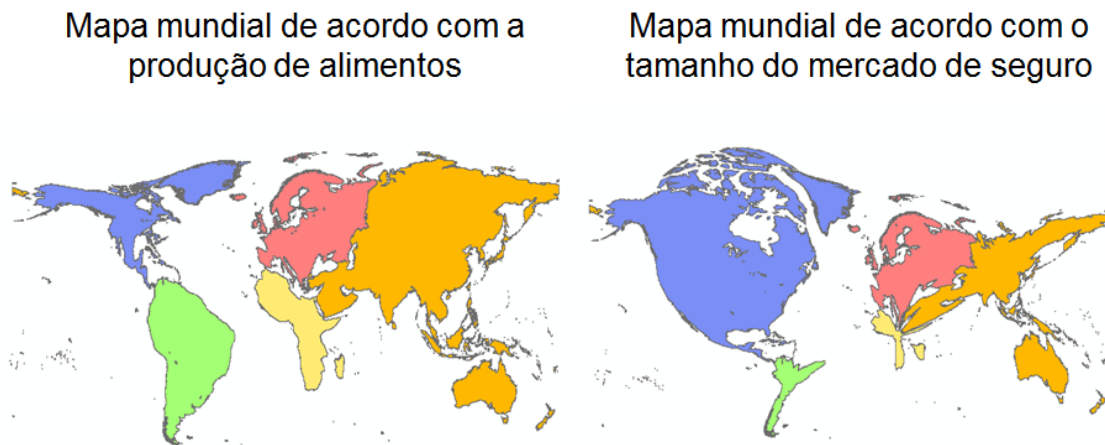 Mapa mundial de acordo com a
produção de alimentos
Mapa mundial de acordo com o
tamanho do mercado de seguro